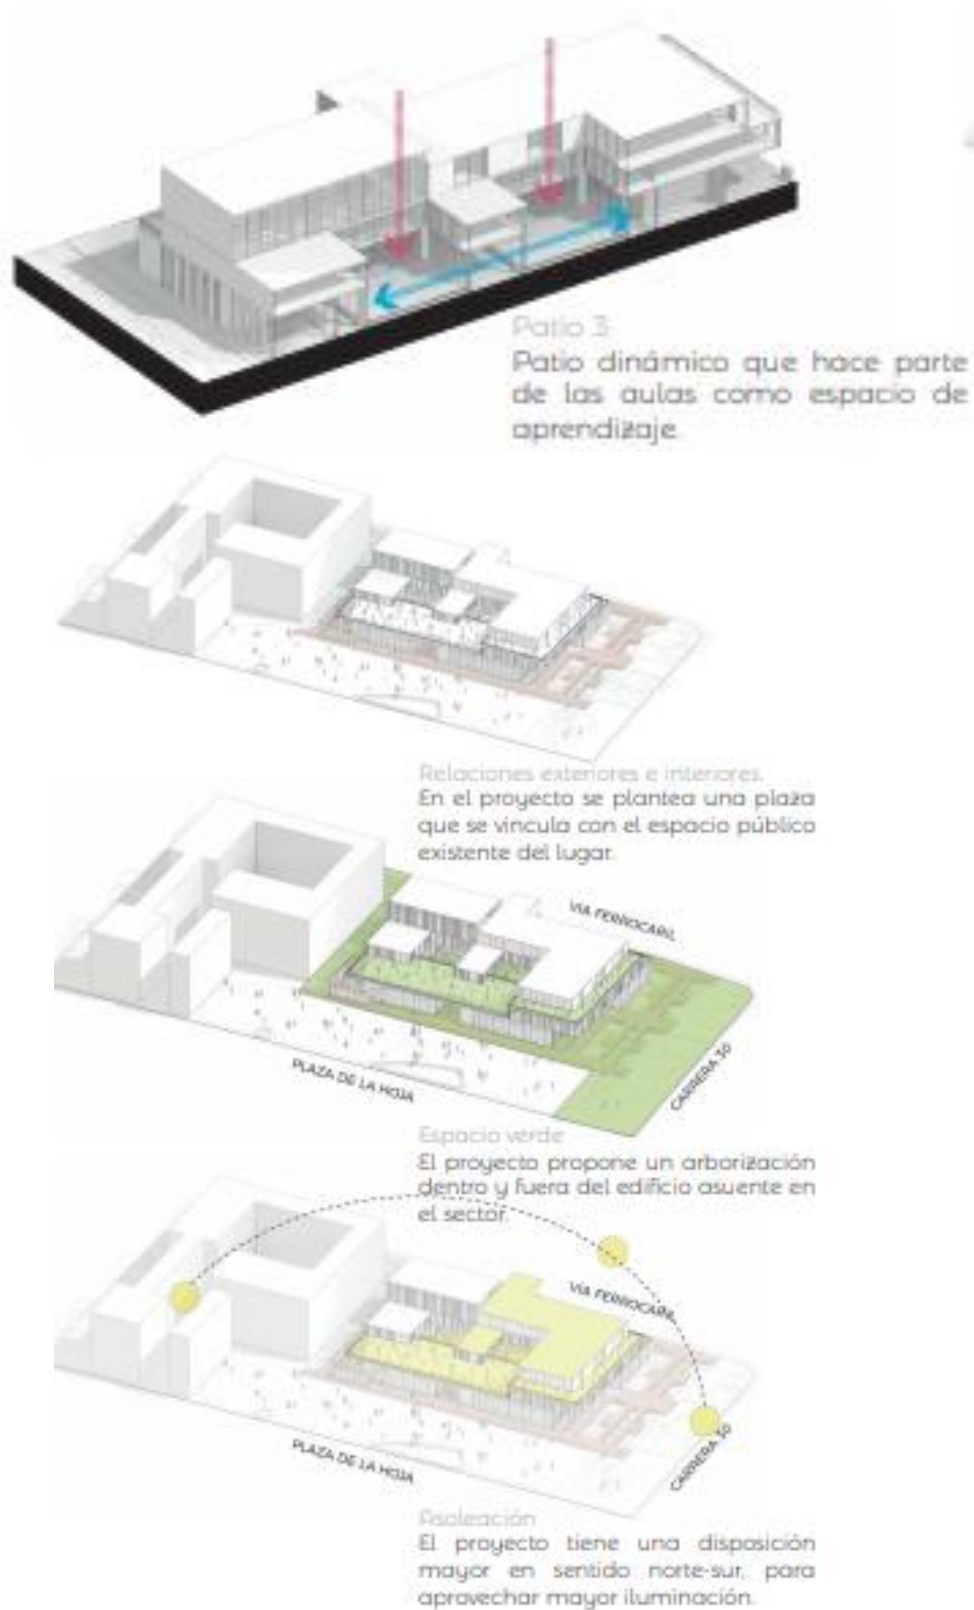 Patio 3
Patio dinámico que hace parte
de las aulas como espacio de
aprendizaje.
Relaciones exteriores e interiores.
En el proyecto se plantea una plaza
que se vincula con el espacio público
existente del lugar.
VIA FERROCARIL
PLAZA DE LA HOJA
CARRERA 30
Espacio verde
El proyecto propone un arborización
dentro y fuera del edificio asuente en
el sector.
VIA FERROCARIL
PLAZA DE LA HOJA
CARRERA 30
Asoleación
El proyecto tiene una disposición
mayor en sentido norte-sur, para
aprovechar mayor iluminación.